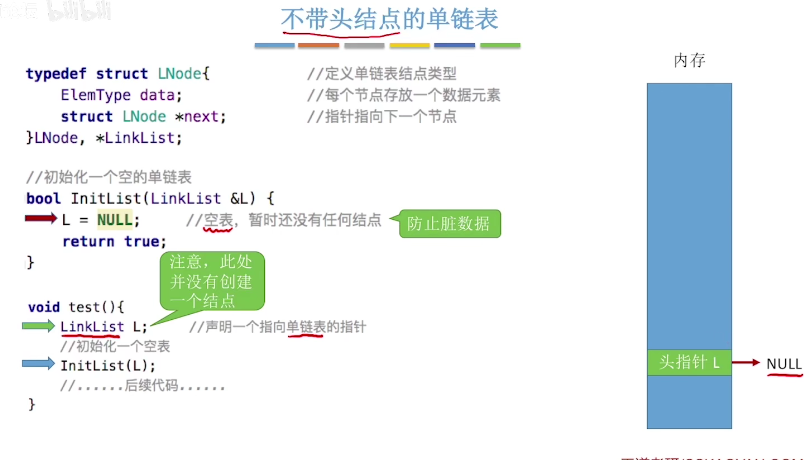 不带头结点的单链表
内存
typedef struct LNode{ //定义单链表结点类型
ElemType data; //每个节点存放一个数据元素
struct LNode *next; //指针指向下一个节点
}LNode, *LinkList;
//初始化一个空的单链表
bool InitList(LinkList &L) {
L = NULL; //空表，暂时还没有任何结点
防止脏数据
return true;
}
注意，此处
并没有创建
一个结点
void test(){
LinkList L; //声明一个指向单链表的指针
//初始化一个空表
InitList(L);
//......后续代码......
}
头指针 L
NULL